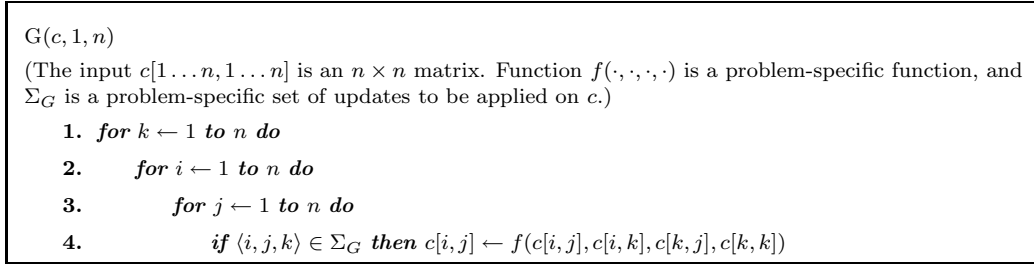 G(c, 1, n)
(The input c[1 . . . n, 1 . . . n] is an n × n matrix. Function f(·, ·, ·, ·) is a problem-specific function, and
Σ_G is a problem-specific set of updates to be applied on c.)
1. for k ← 1 to n do
2. for i ← 1 to n do
3. for j ← 1 to n do
4. if ⟨i, j, k⟩ ∈ Σ_G then c[i, j] ← f(c[i, j], c[i, k], c[k, j], c[k, k])